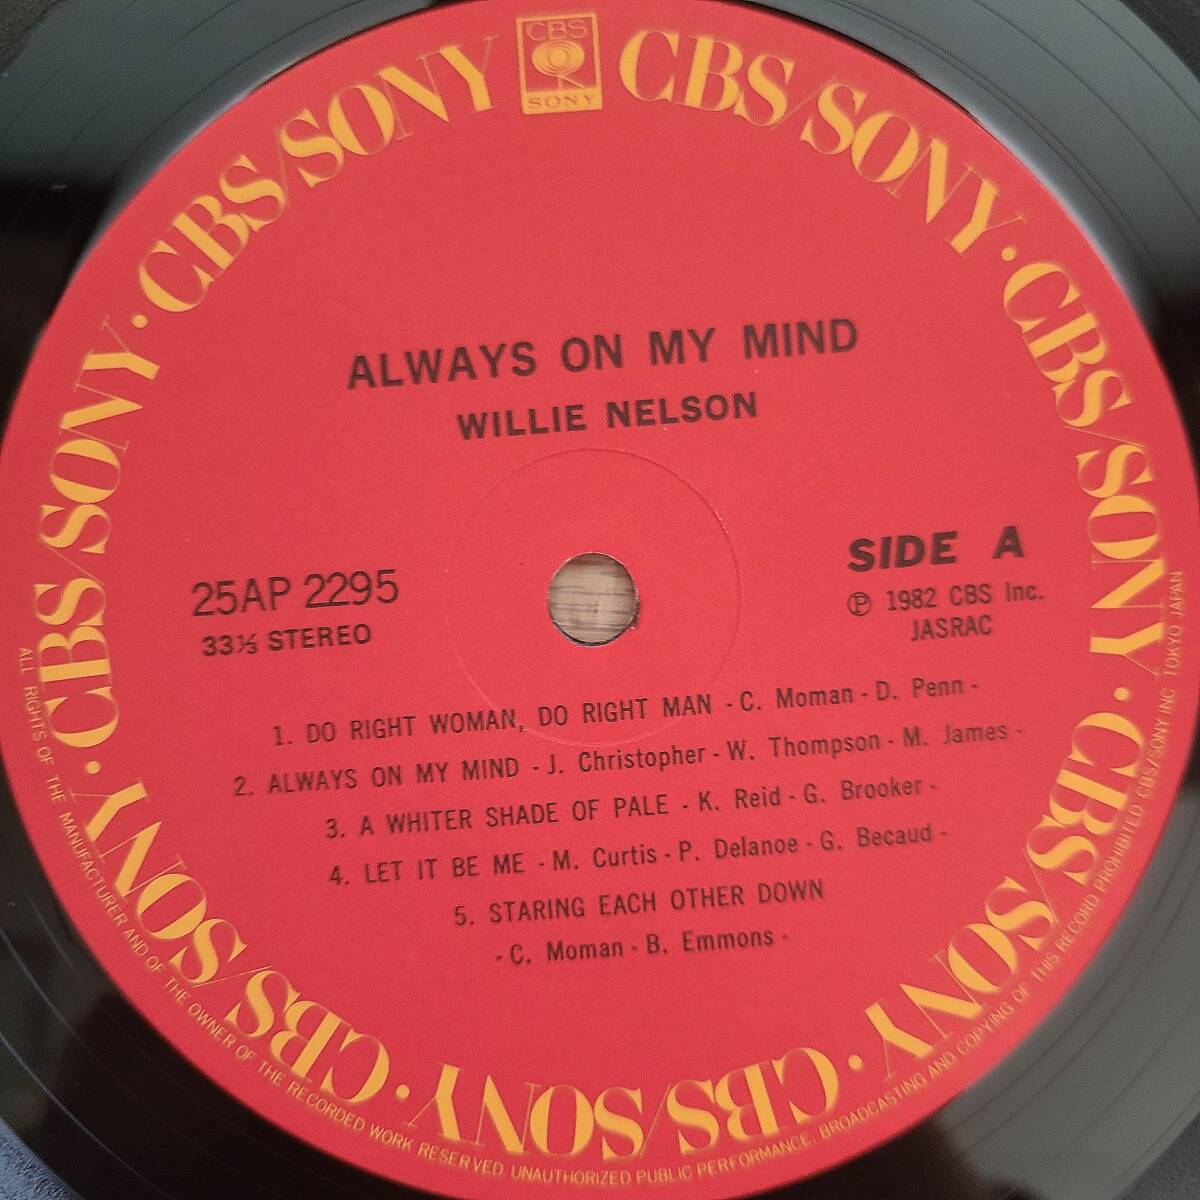 CBS
SONY
CBS/SONY · CBS/SONY · CBS/SONY · CBS/SONY · CBS/SONY · CBS/SONY · CBS/SONY · CBS/SONY
ALWAYS ON MY MIND
WILLIE NELSON
25AP 2295
33⅓ STEREO
SIDE A
℗ 1982 CBS Inc.
JASRAC
1. DO RIGHT WOMAN, DO RIGHT MAN - C. Moman - D. Penn -
2. ALWAYS ON MY MIND - J. Christopher - W. Thompson - M. James -
3. A WHITER SHADE OF PALE - K. Reid - G. Brooker -
4. LET IT BE ME - M. Curtis - P. Delanoe - G. Becaud -
5. STARING EACH OTHER DOWN
- C. Moman - B. Emmons -
ALL RIGHTS OF THE MANUFACTURER AND OF THE OWNER OF THE RECORDED WORK RESERVED. UNAUTHORIZED PUBLIC PERFORMANCE, BROADCASTING AND COPYING OF THIS RECORD PROHIBITED CBS/SONY INC TOKYO JAPAN